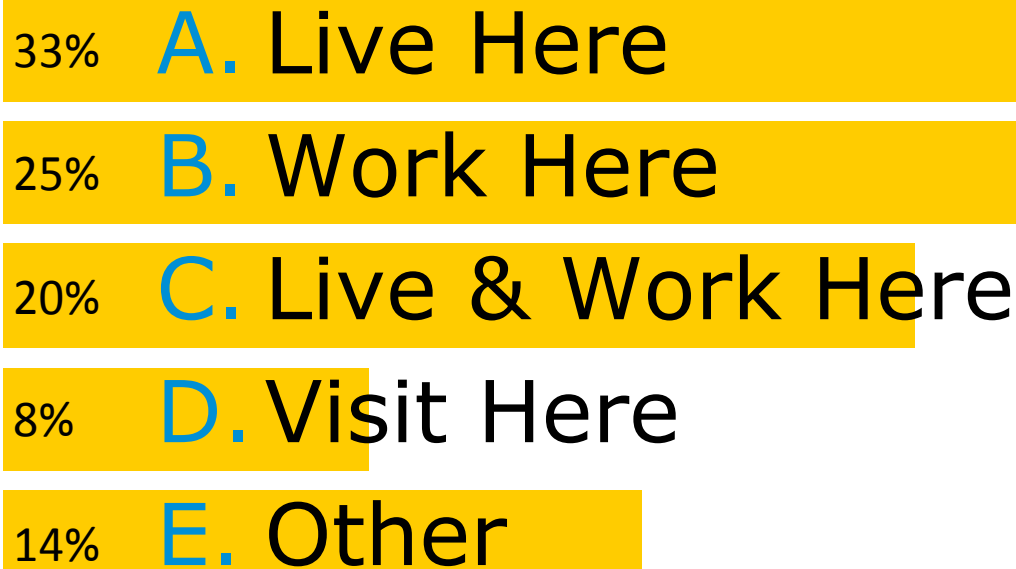 33% A. Live Here
25% B. Work Here
20% C. Live & Work Here
8% D. Visit Here
14% E. Other